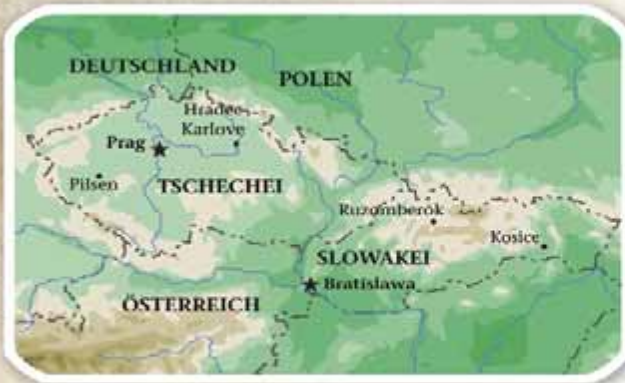 DEUTSCHLAND
POLEN
Hradec
Karlove
Prag
Pilsen
TSCHECHEI
Ruzomberok
Kosice
SLOWAKEI
Bratislawa
ÖSTERREICH